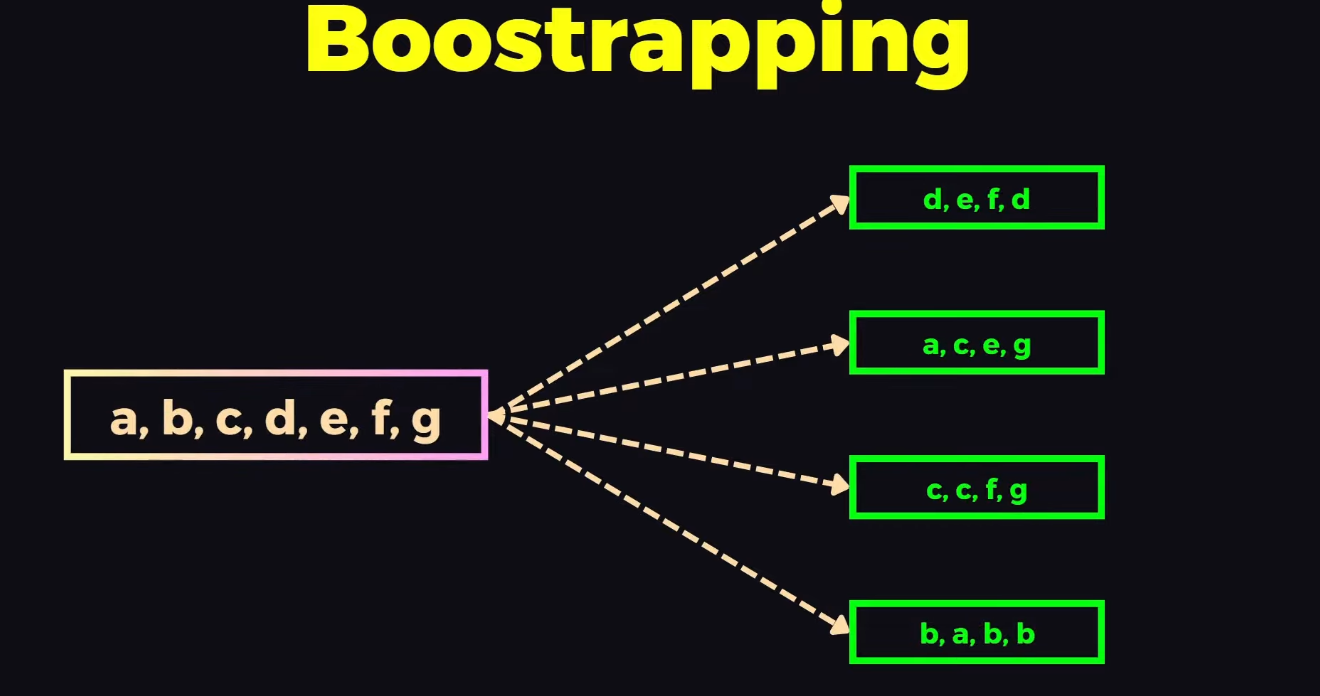 Boostrapping
d, e, f, d
a, c, e, g
a, b, c, d, e, f, g
c, c, f, g
b, a, b, b